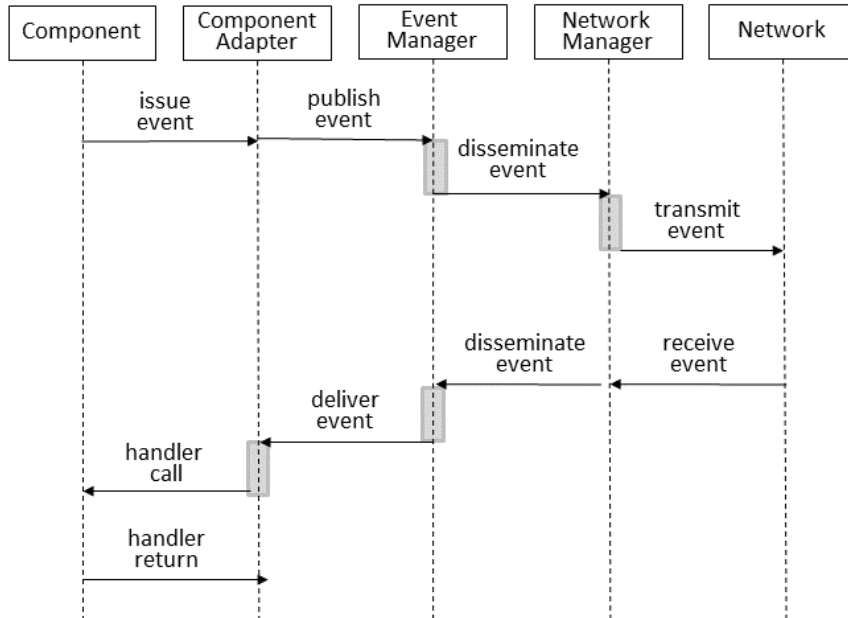 Component
Component
Adapter
Event
Manager
Network
Manager
Network
issue
event
publish
event
disseminate
event
transmit
event
disseminate
event
receive
event
deliver
event
handler
call
handler
return